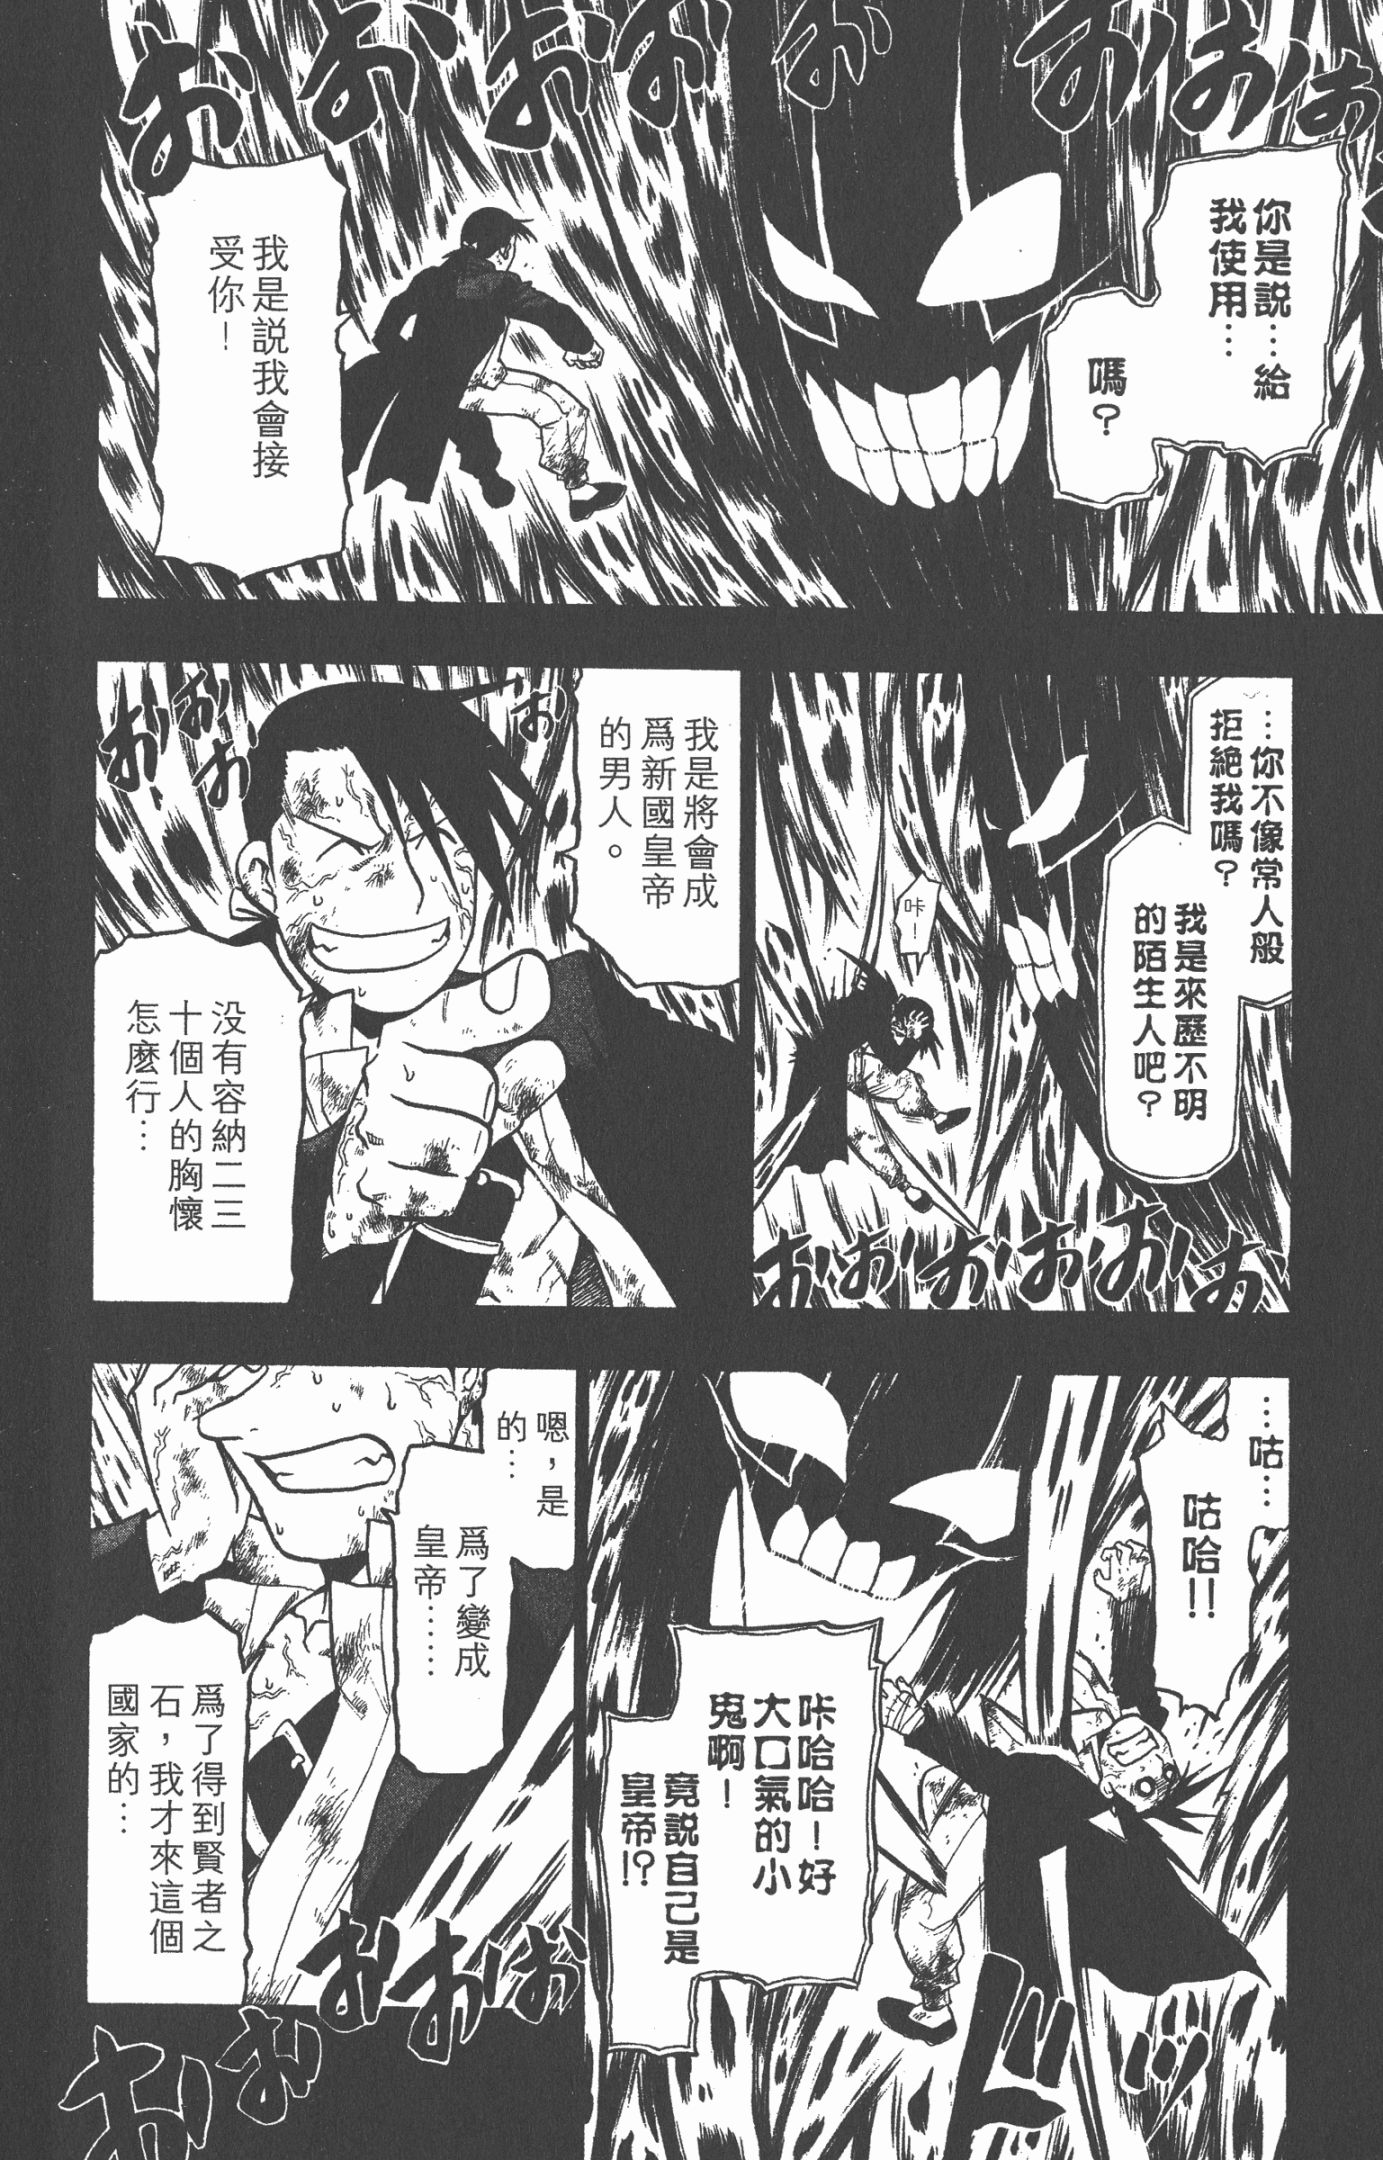 おおおおおおおお
你是說…給
我使用…
嗎？
我是說我會接
受你！
…你不像常人般
拒絕我嗎？
我是來歷不明
的陌生人吧？
咔！
おおおおおお
我是將會成
爲新國皇帝
的男人。
おおおお
没有容納二三
十個人的胸懷
怎麽行…
……咕…
咕哈!!
咔哈哈！好
大口氣的小
鬼啊！
竟說自己是
皇帝!?
ドッ
嗯，是
的…
爲了變成
皇帝……
爲了得到賢者之
石，我才來這個
國家的…
おおおおおお